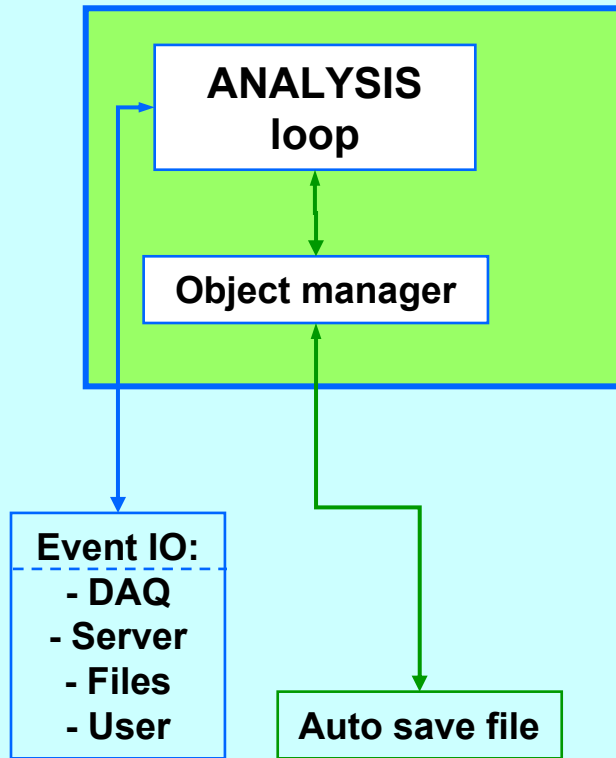 ANALYSIS
loop
Object manager
Event IO:
- DAQ
- Server
- Files
- User
Auto save file